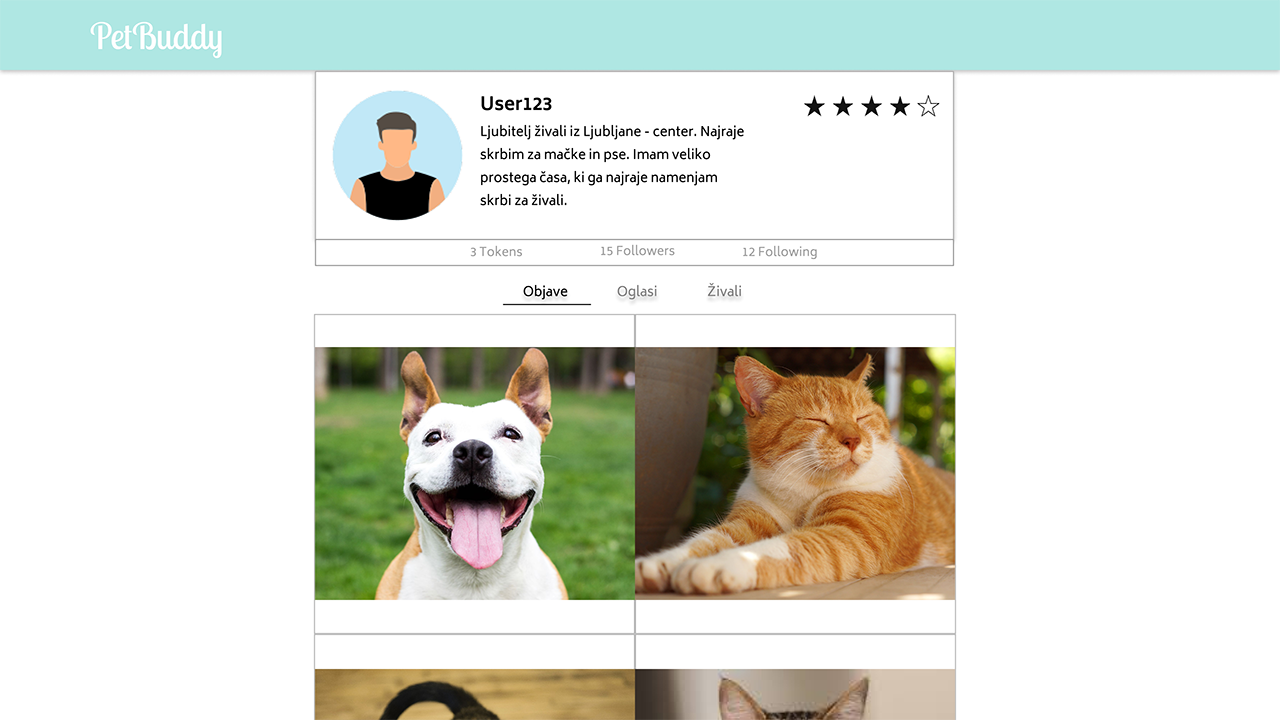 PetBuddy
User123
Ljubitelj živali iz Ljubljane - center. Najraje
skrbim za mačke in pse. Imam veliko
prostega časa, ki ga najraje namenjam
skrbi za živali.
3 Tokens 15 Followers 12 Following
Objave Oglasi Živali